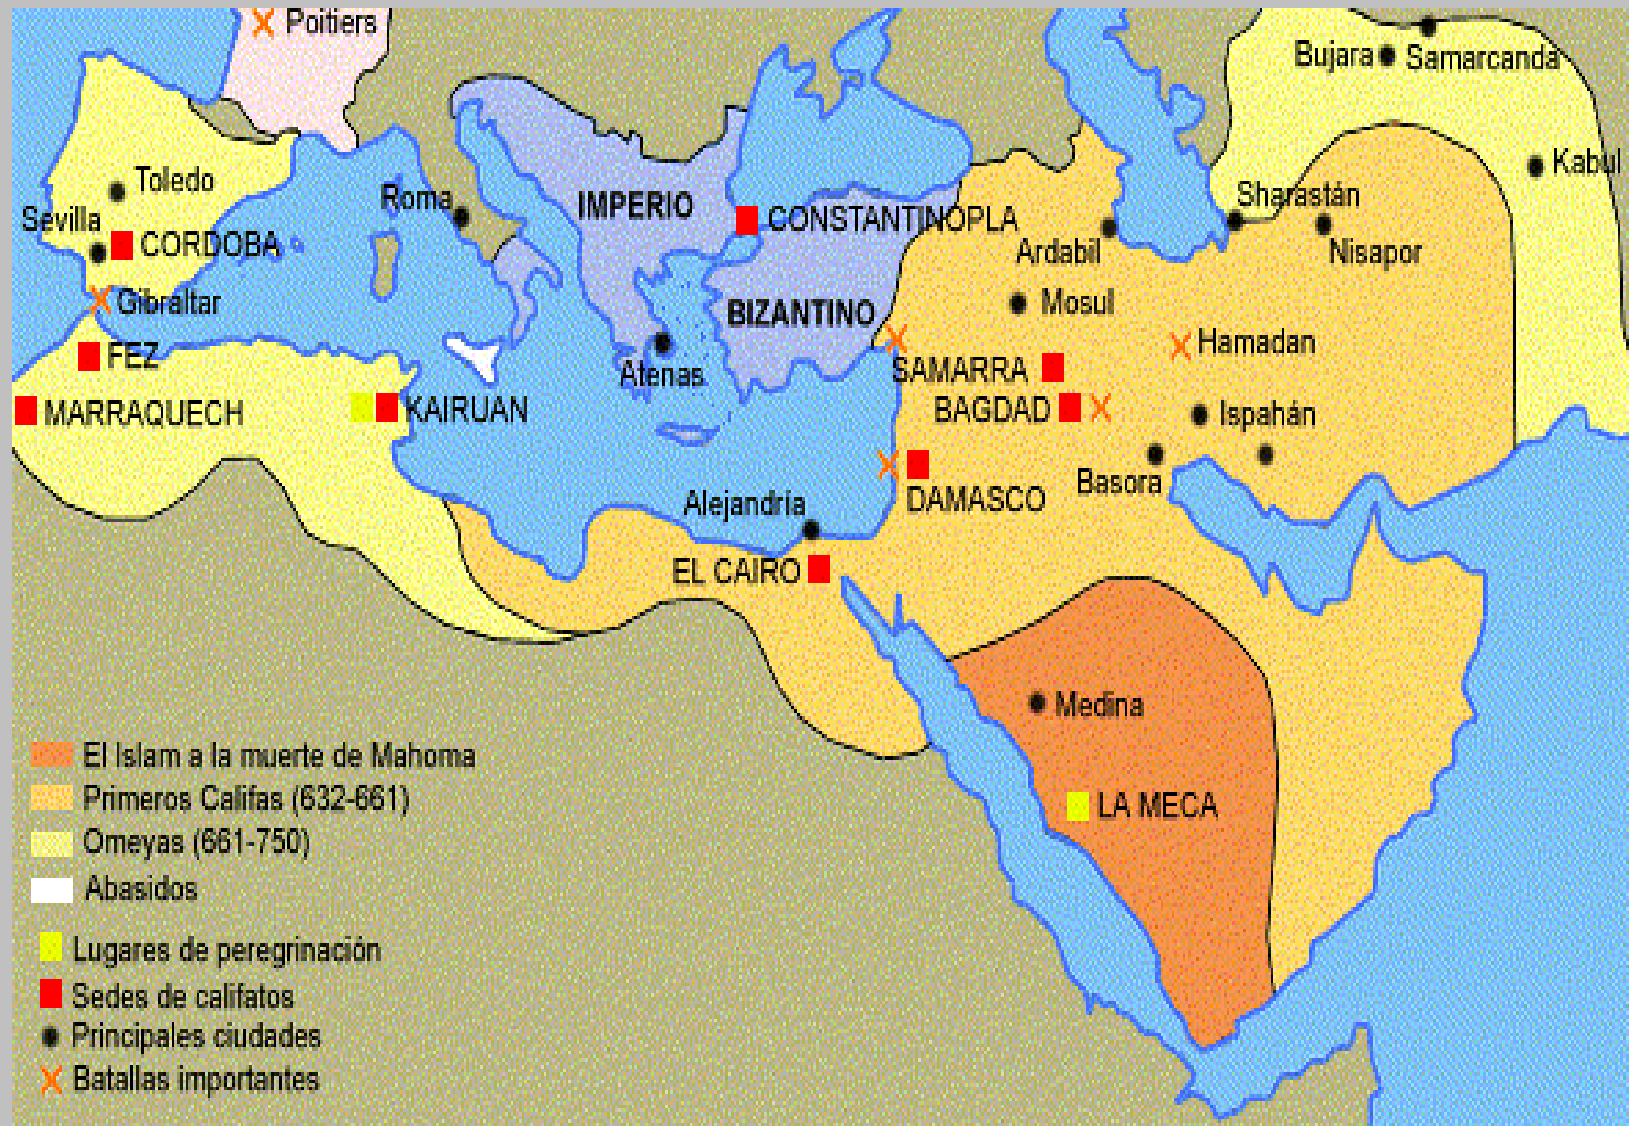 Poitiers
Bujara
Samarcanda
Kabul
Toledo
Sevilla
CORDOBA
Gibraltar
Roma
IMPERIO
CONSTANTINOPLA
BIZANTINO
Atenas
Sharastán
Ardabil
Nisapor
Mosul
Hamadan
FEZ
MARRAQUECH
KAIRUAN
SAMARRA
BAGDAD
Ispahán
Basora
DAMASCO
Alejandría
EL CAIRO
Medina
LA MECA
El Islam a la muerte de Mahoma
Primeros Califas (632-661)
Omeyas (661-750)
Abasidos
Lugares de peregrinación
Sedes de califatos
Principales ciudades
Batallas importantes